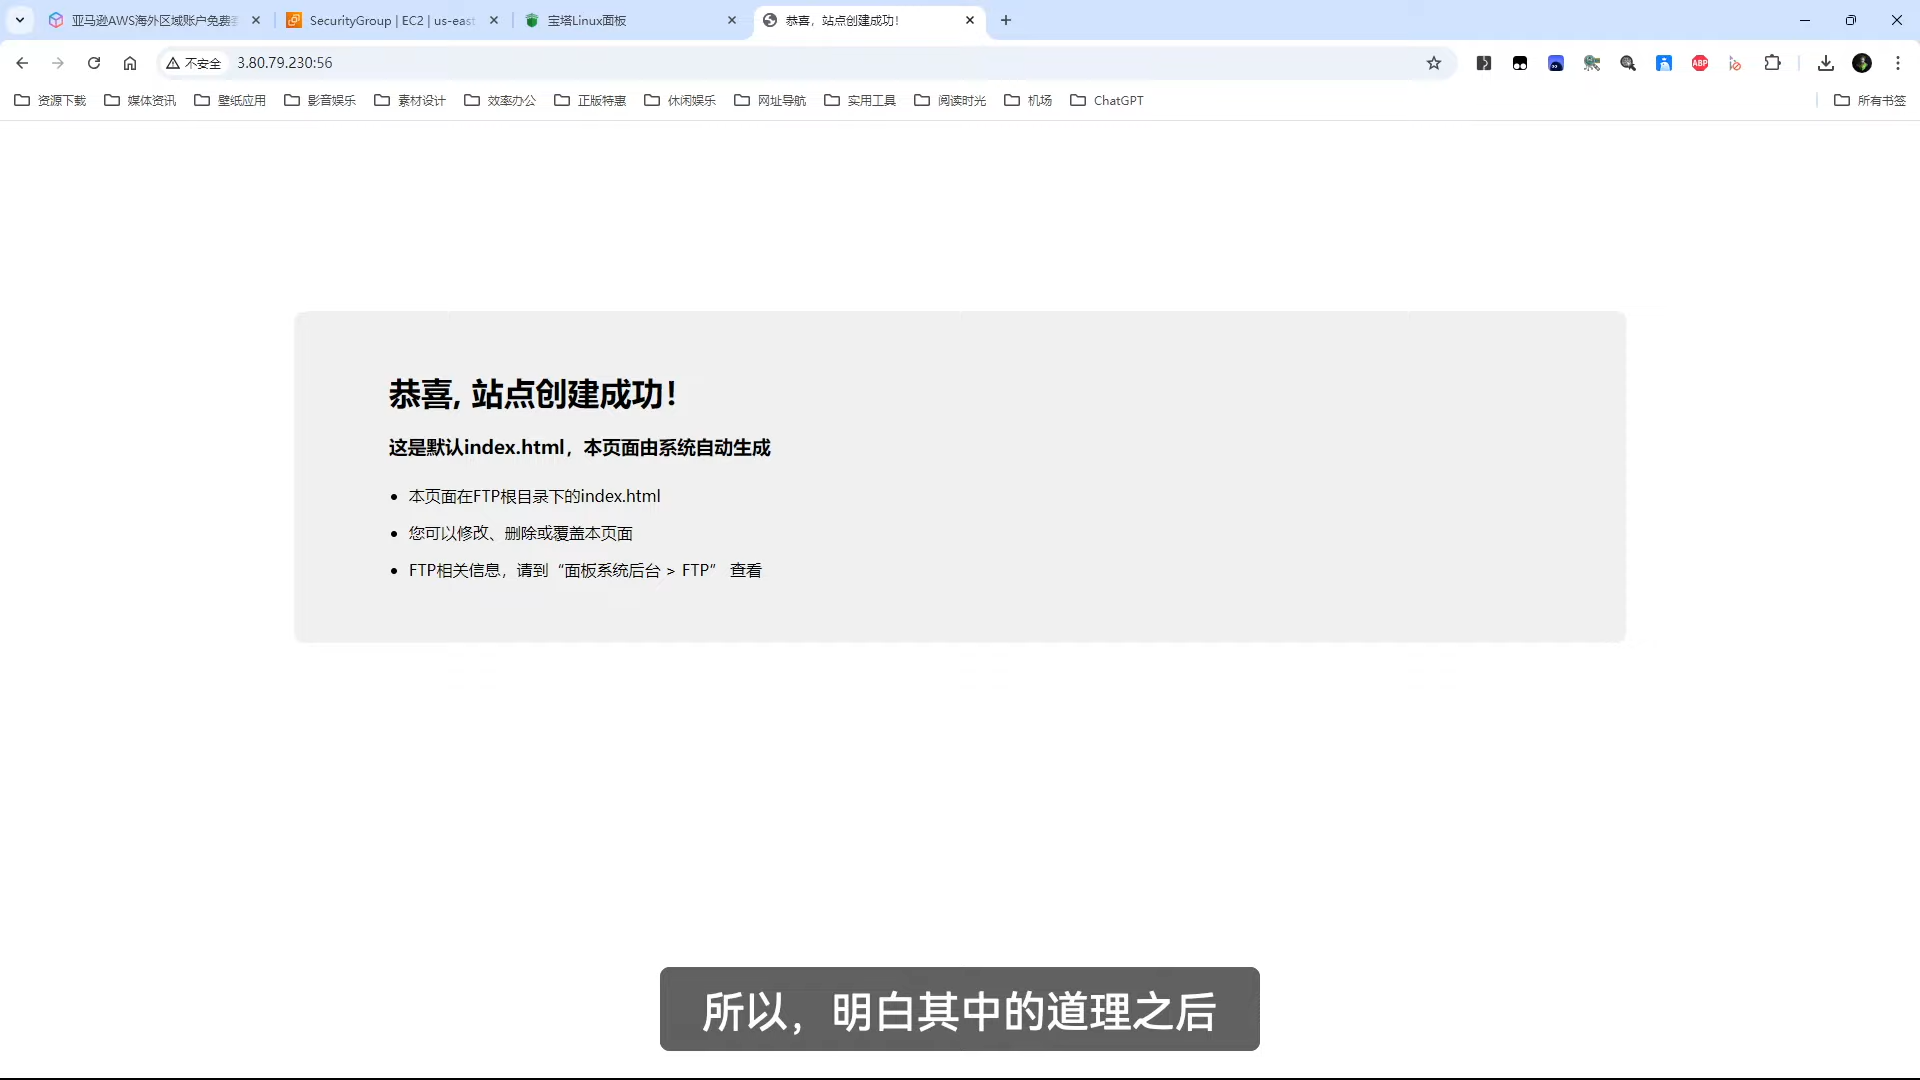 亚马逊AWS海外区域账户免费
SecurityGroup | EC2 | us-east
宝塔Linux面板
恭喜，站点创建成功！
不安全
3.80.79.230:56
资源下载
媒体资讯
壁纸应用
影音娱乐
素材设计
效率办公
正版特惠
休闲娱乐
网址导航
实用工具
阅读时光
机场
ChatGPT
所有书签
ABP
恭喜, 站点创建成功！
这是默认index.html，本页面由系统自动生成
本页面在FTP根目录下的index.html
您可以修改、删除或覆盖本页面
FTP相关信息，请到“面板系统后台 > FTP” 查看
所以，明白其中的道理之后